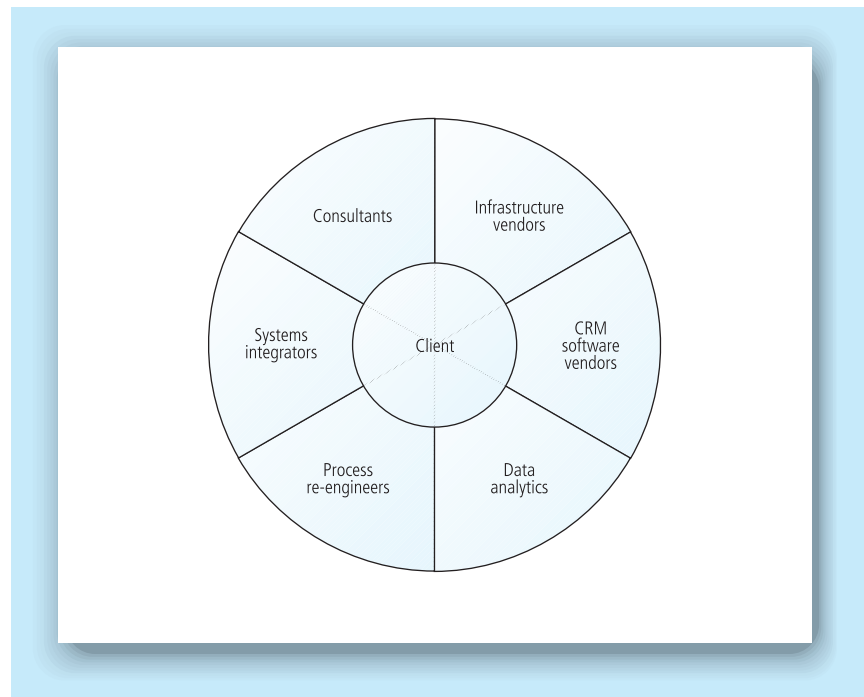 Consultants
Infrastructure
vendors
Systems
integrators
Client
CRM
software
vendors
Process
re-engineers
Data
analytics